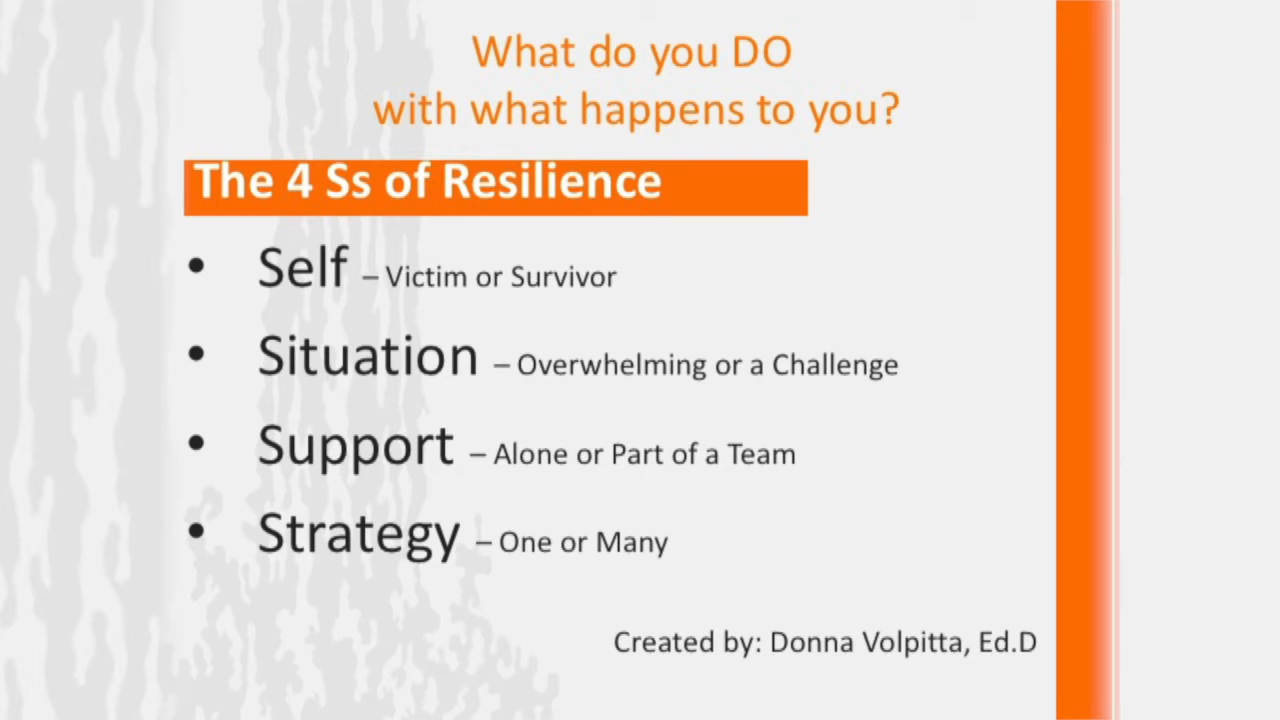 What do you DO
with what happens to you?
The 4 Ss of Resilience
• Self – Victim or Survivor
• Situation – Overwhelming or a Challenge
• Support – Alone or Part of a Team
• Strategy – One or Many
Created by: Donna Volpitta, Ed.D